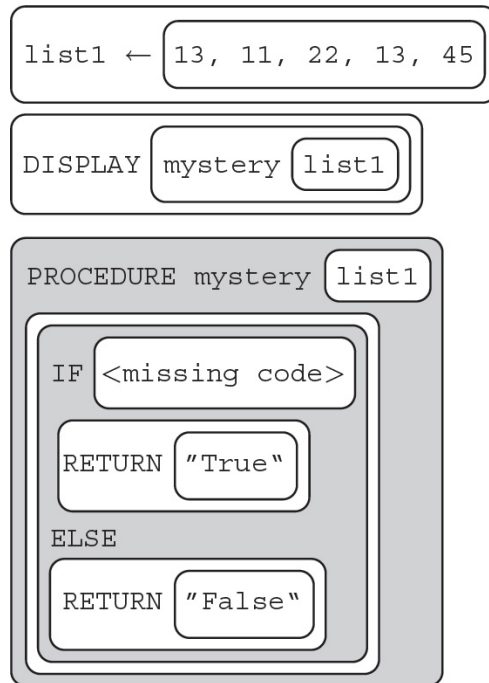 list1 ← 13, 11, 22, 13, 45
DISPLAY mystery list1
PROCEDURE mystery list1
IF <missing code>
RETURN ”True“
ELSE
RETURN ”False“